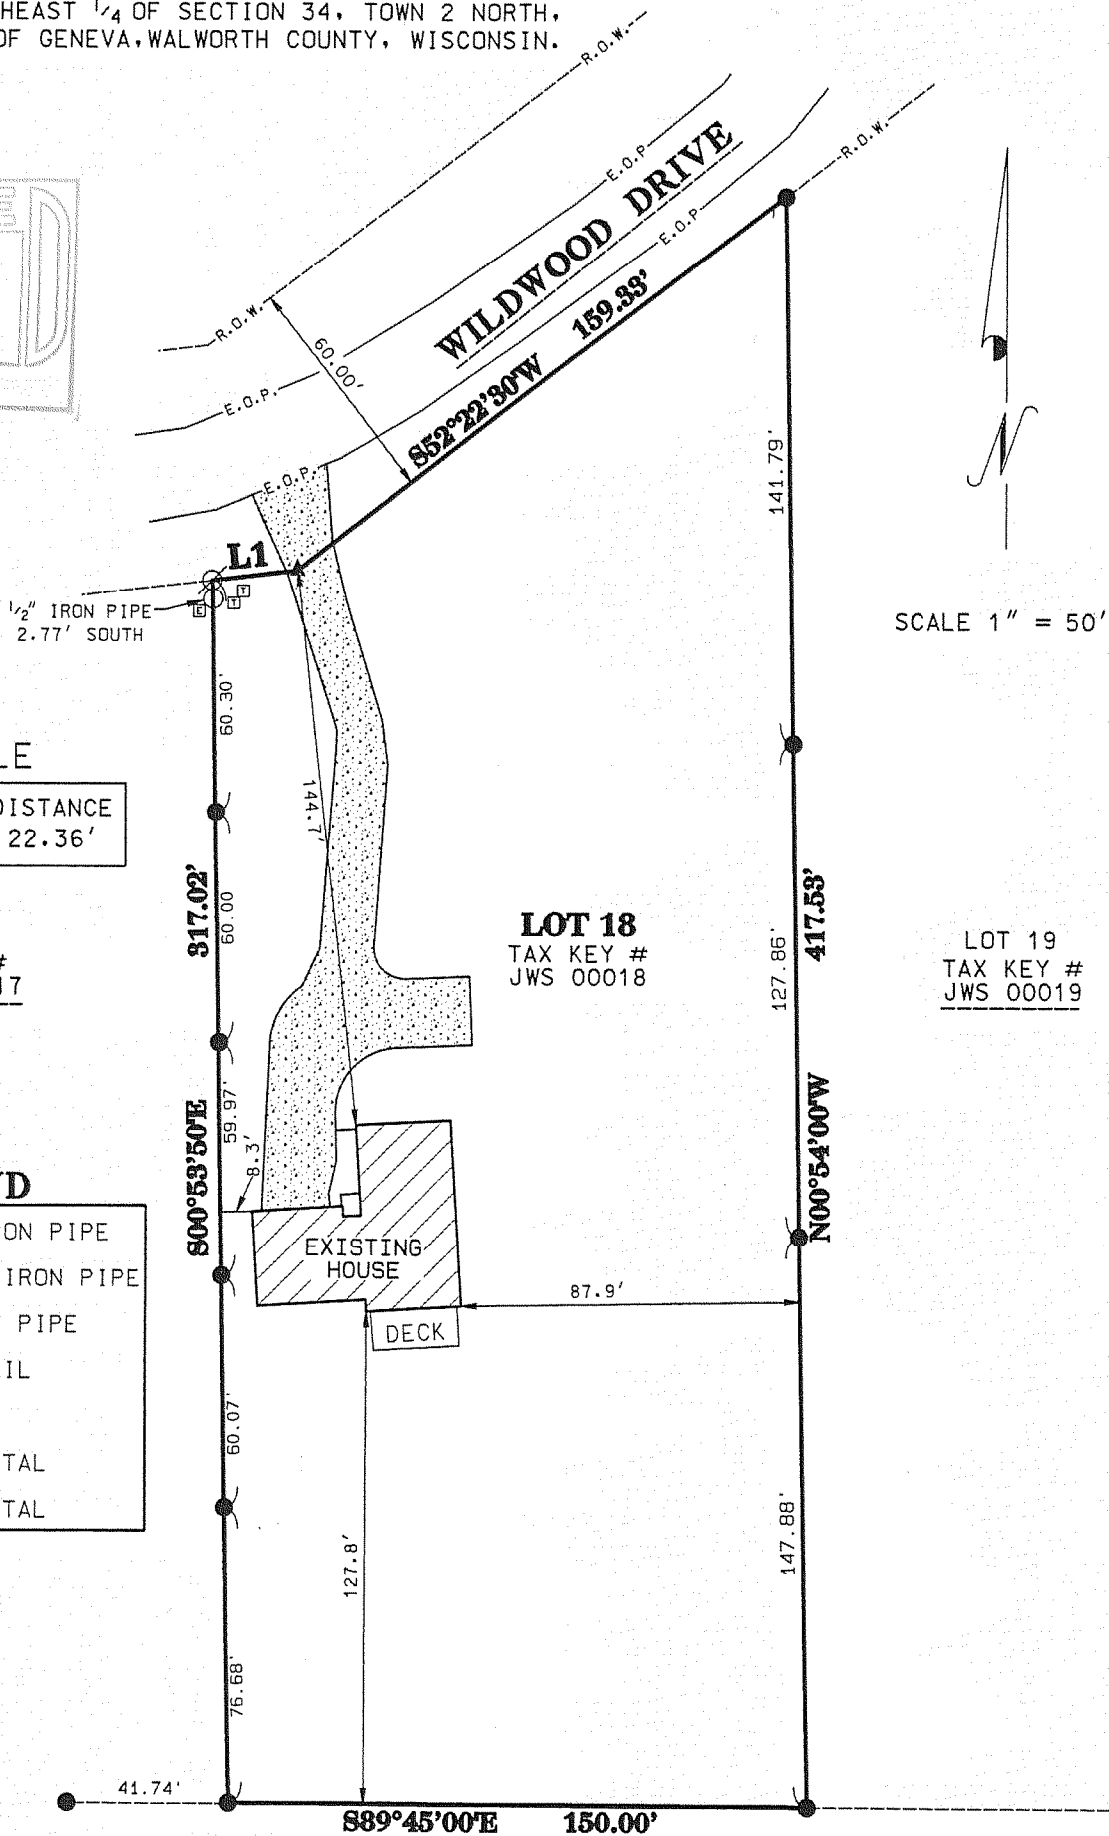 HEAST 1/4 OF SECTION 34, TOWN 2 NORTH,
OF GENEVA, WALWORTH COUNTY, WISCONSIN.
R.O.W.
E.O.P
WILDWOOD DRIVE
E.O.P.
R.O.W.
R.O.W.
60.00'
159.33'
S52°22'30"W
E.O.P.
E.O.P.
141.79'
L1
E
T
T
1/2" IRON PIPE
2.77' SOUTH
SCALE 1" = 50'
N
60.30'
LE
DISTANCE
22.36'
144.7'
317.02'
60.00
LOT 18
TAX KEY #
JWS 00018
127.86'
417.53'
LOT 19
TAX KEY #
JWS 00019
#
17
59.97'
8.3'
S00°53'50"E
N00°54'00"W
ND
ON PIPE
IRON PIPE
PIPE
IL
TAL
TAL
EXISTING
HOUSE
87.9'
DECK
60.07'
127.8'
147.88'
76.68'
41.74'
S89°45'00"E 150.00'